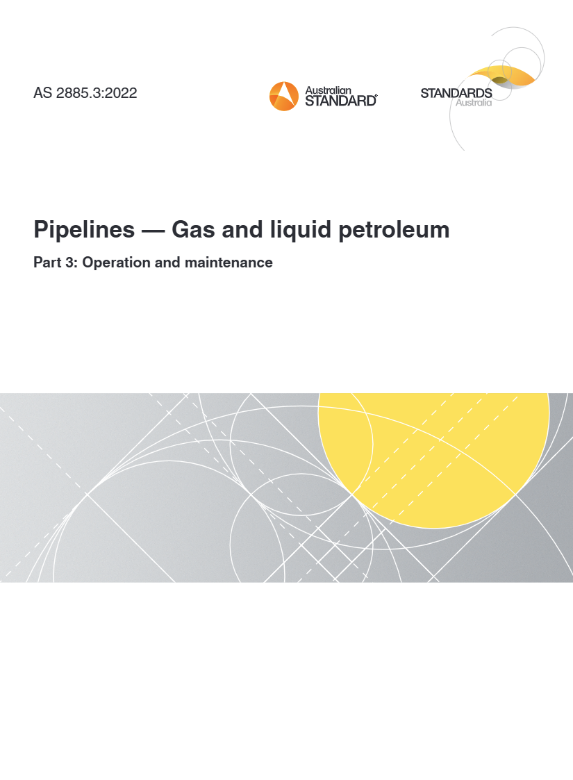 AS 2885.3:2022
Australian
STANDARD
STANDARDS
Australia
Pipelines — Gas and liquid petroleum
Part 3: Operation and maintenance